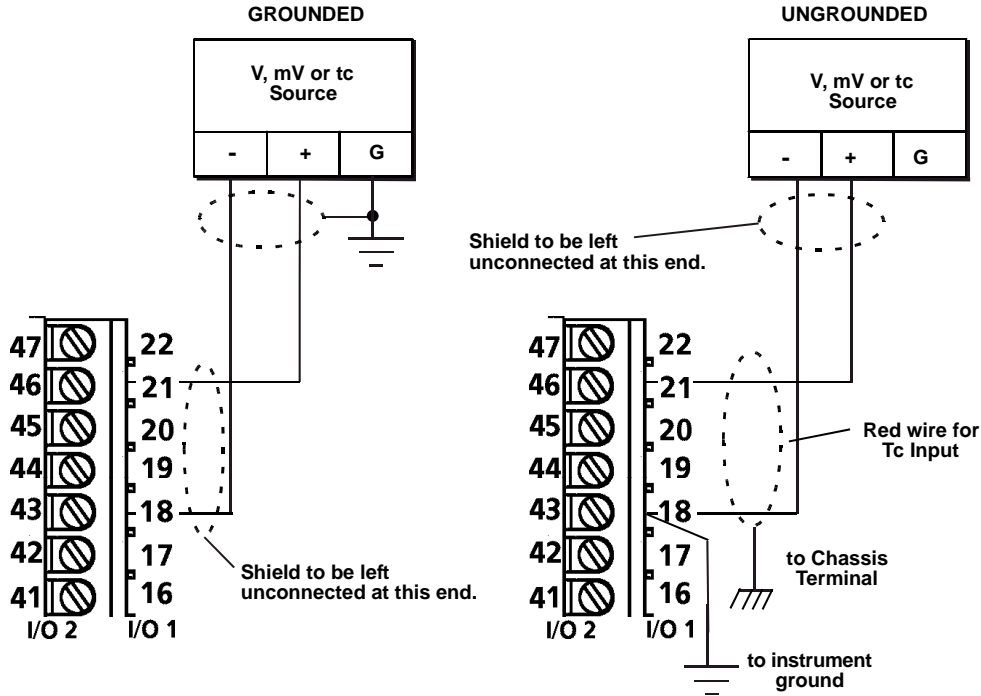 GROUNDED
V, mV or tc
Source
- + G
47 22
46 21
45 20
44 19
43 18
42 17
41 16
I/O 2 I/O 1
Shield to be left
unconnected at this end.
UNGROUNDED
V, mV or tc
Source
- + G
Shield to be left
unconnected at this end.
47 22
46 21
45 20
44 19
43 18
42 17
41 16
I/O 2 I/O 1
Red wire for
Tc Input
to Chassis
Terminal
to instrument
ground